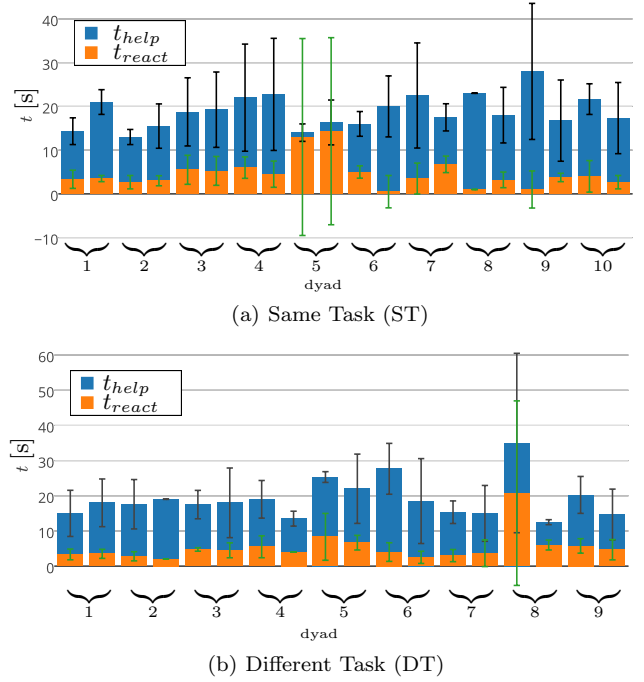 40
30
20
10
0
−10
t [s]
t_help
t_react
1 2 3 4 5 6 7 8 9 10
dyad
(a) Same Task (ST)
60
50
40
30
20
10
0
t [s]
t_help
t_react
1 2 3 4 5 6 7 8 9
dyad
(b) Different Task (DT)